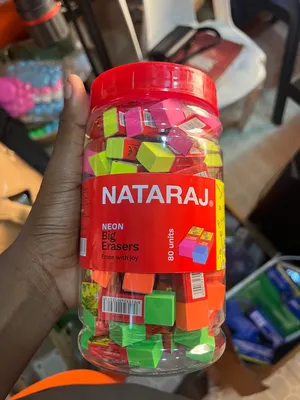 NATARAJ®
NEON
Big
Erasers
Erase with joy
80 units